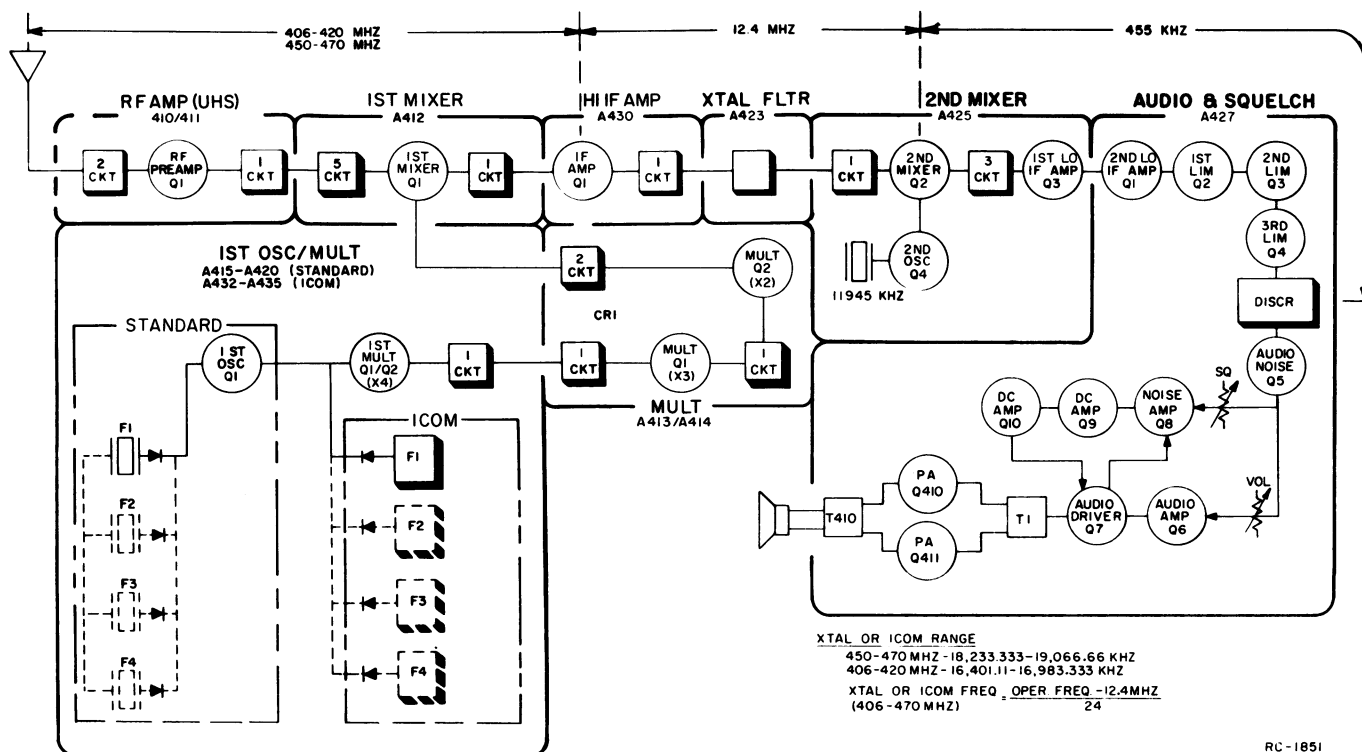 406-420 MHZ
450-470 MHZ
12.4 MHZ
455 KHZ
RF AMP (UHS)
410/411
1ST MIXER
A412
HI IF AMP
A430
XTAL FLTR
A423
2ND MIXER
A425
AUDIO & SQUELCH
A427
2
CKT
RF
PREAMP
Q1
1
CKT
5
CKT
1ST
MIXER
Q1
1
CKT
IF
AMP
Q1
1
CKT
1
CKT
2ND
MIXER
Q2
3
CKT
1ST LO
IF AMP
Q3
2ND LO
IF AMP
Q1
1ST
LIM
Q2
2ND
LIM
Q3
3RD
LIM
Q4
DISCR
AUDIO
NOISE
Q5
2ND
OSC
Q4
11945 KHZ
1ST OSC/MULT
A415-A420 (STANDARD)
A432-A435 (ICOM)
2
CKT
MULT
Q2
(X2)
CR1
STANDARD
1ST
OSC
Q1
1ST
MULT
Q1/Q2
(X4)
1
CKT
1
CKT
MULT
Q1
(X3)
1
CKT
MULT
A413/A414
F1
F2
F3
F4
ICOM
F1
F2
F3
F4
DC
AMP
Q10
DC
AMP
Q9
NOISE
AMP
Q8
SQ
VOL
T410
PA
Q410
PA
Q411
T1
AUDIO
DRIVER
Q7
AUDIO
AMP
Q6
XTAL OR ICOM RANGE
450-470 MHZ-18,233.333-19,066.66 KHZ
406-420 MHZ-16,401.11-16,983.333 KHZ
XTAL OR ICOM FREQ = OPER FREQ -12.4MHZ
(406-470 MHZ) 24
RC-1851